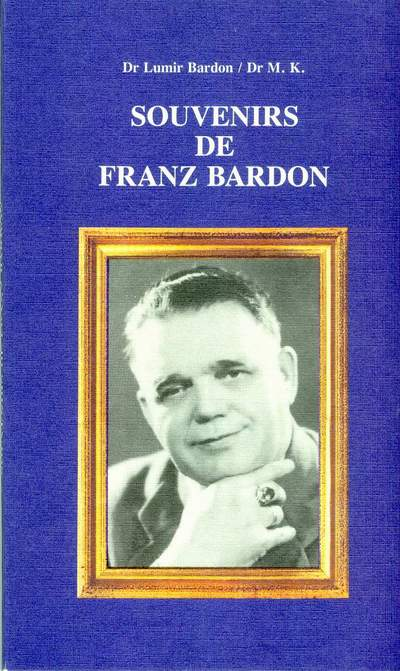 Dr Lumir Bardon / Dr M. K.
SOUVENIRS
DE
FRANZ BARDON